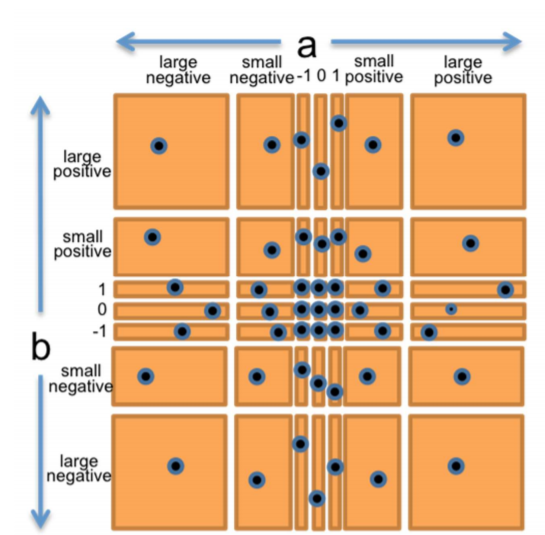 a
large
negative
small
negative
-1 0 1
small
positive
large
positive
large
positive
small
positive
1
0
-1
b
small
negative
large
negative